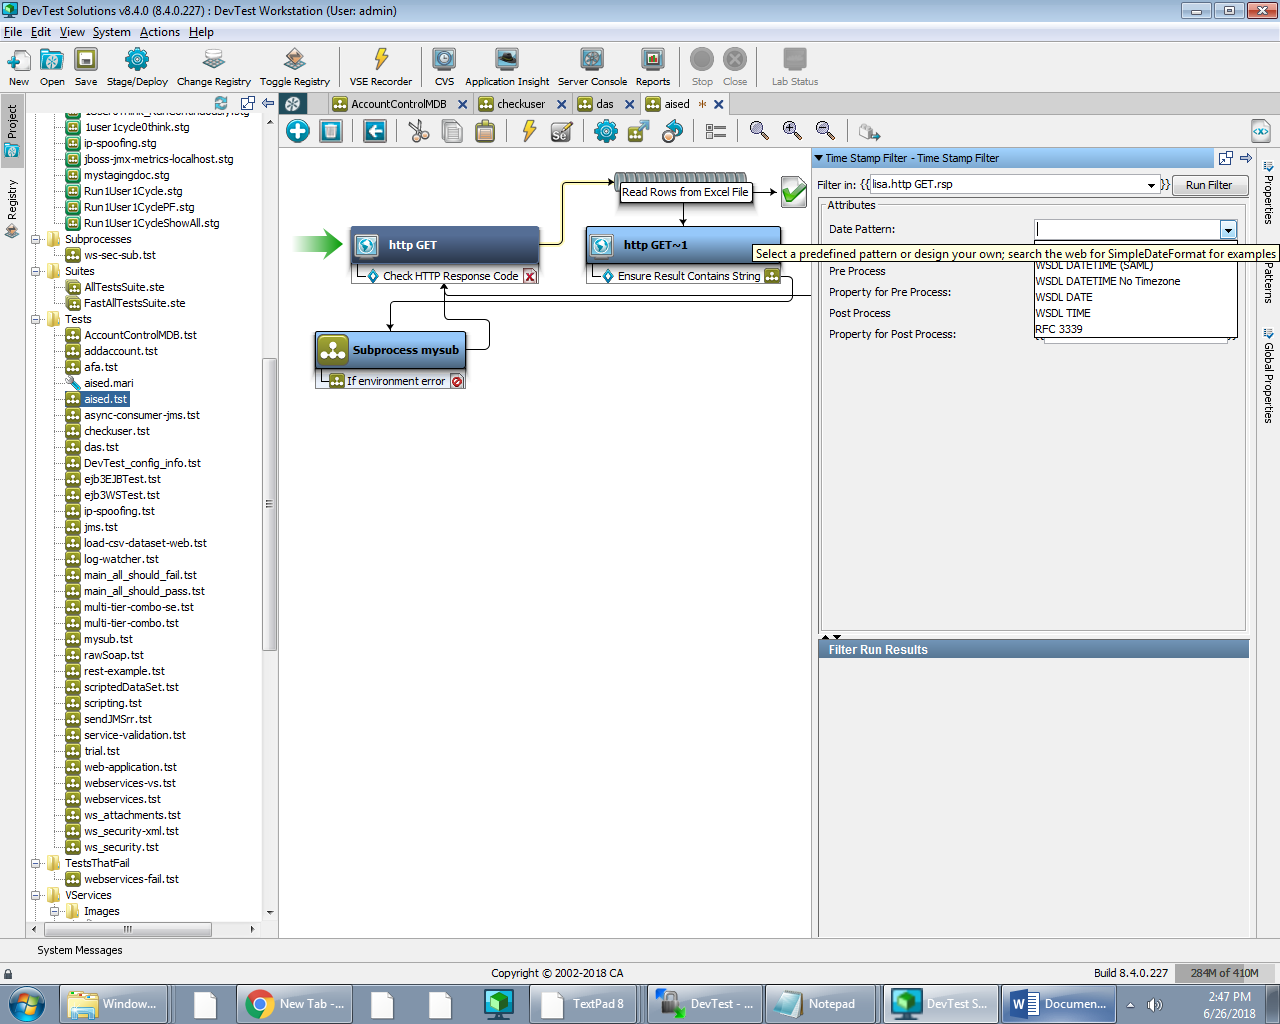 DevTest Solutions v8.4.0 (8.4.0.227) : DevTest Workstation (User: admin)
File Edit View System Actions Help
New Open Save Stage/Deploy Change Registry Toggle Registry VSE Recorder CVS Application Insight Server Console Reports Stop Close Lab Status
Project
Registry
1user1cycle0think.stg
ip-spoofing.stg
jboss-jmx-metrics-localhost.stg
mystagingdoc.stg
Run1User1Cycle.stg
Run1User1CyclePF.stg
Run1User1CycleShowAll.stg
Subprocesses
ws-sec-sub.tst
Suites
AllTestsSuite.ste
FastAllTestsSuite.ste
Tests
AccountControlMDB.tst
addaccount.tst
afa.tst
aised.mari
aised.tst
async-consumer-jms.tst
checkuser.tst
das.tst
DevTest_config_info.tst
ejb3EJBTest.tst
ejb3WSTest.tst
ip-spoofing.tst
jms.tst
load-csv-dataset-web.tst
log-watcher.tst
main_all_should_fail.tst
main_all_should_pass.tst
multi-tier-combo-se.tst
multi-tier-combo.tst
mysub.tst
rawSoap.tst
rest-example.tst
scriptedDataSet.tst
scripting.tst
sendJMSrr.tst
service-validation.tst
trial.tst
web-application.tst
webservices-vs.tst
webservices.tst
ws_attachments.tst
ws_security-xml.tst
ws_security.tst
TestsThatFail
webservices-fail.tst
VServices
Images
AccountControlMDB checkuser das aised
Read Rows from Excel File
http GET
Check HTTP Response Code
http GET~1
Ensure Result Contains String
Subprocess mysub
If environment error
Time Stamp Filter - Time Stamp Filter
Filter in: {{lisa.http GET.rsp }} Run Filter
Attributes
Date Pattern:
Select a predefined pattern or design your own; search the web for SimpleDateFormat for examples
WSDL DATETIME (SAML)
Pre Process
WSDL DATETIME No Timezone
Property for Pre Process:
WSDL DATE
Post Process
WSDL TIME
Property for Post Process:
RFC 3339
Filter Run Results
Properties
Patterns
Global Properties
System Messages
Copyright © 2002-2018 CA
Build 8.4.0.227
284M of 410M
Window... New Tab -... TextPad 8 DevTest - ... Notepad DevTest S... Documen...
2:47 PM
6/26/2018